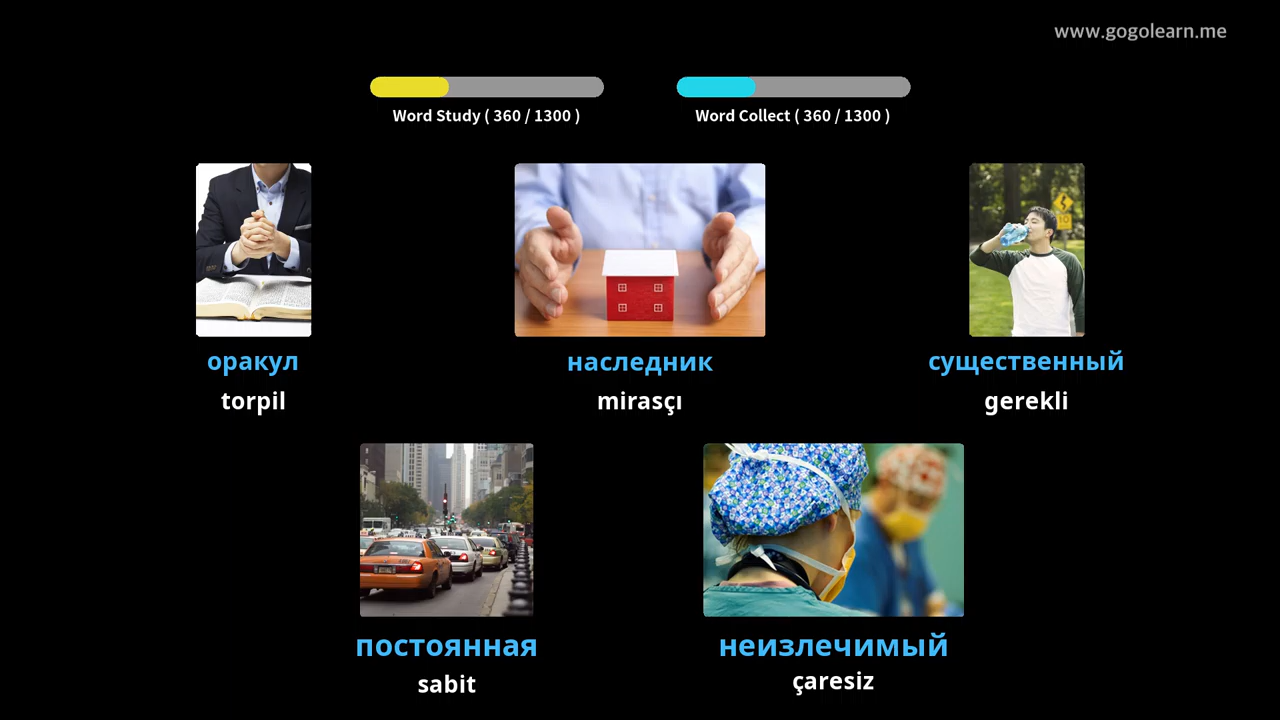 www.gogolearn.me
Word Study ( 360 / 1300 )
Word Collect ( 360 / 1300 )
оракул
наследник
существенный
torpil
mirasçı
gerekli
постоянная
неизлечимый
sabit
çaresiz